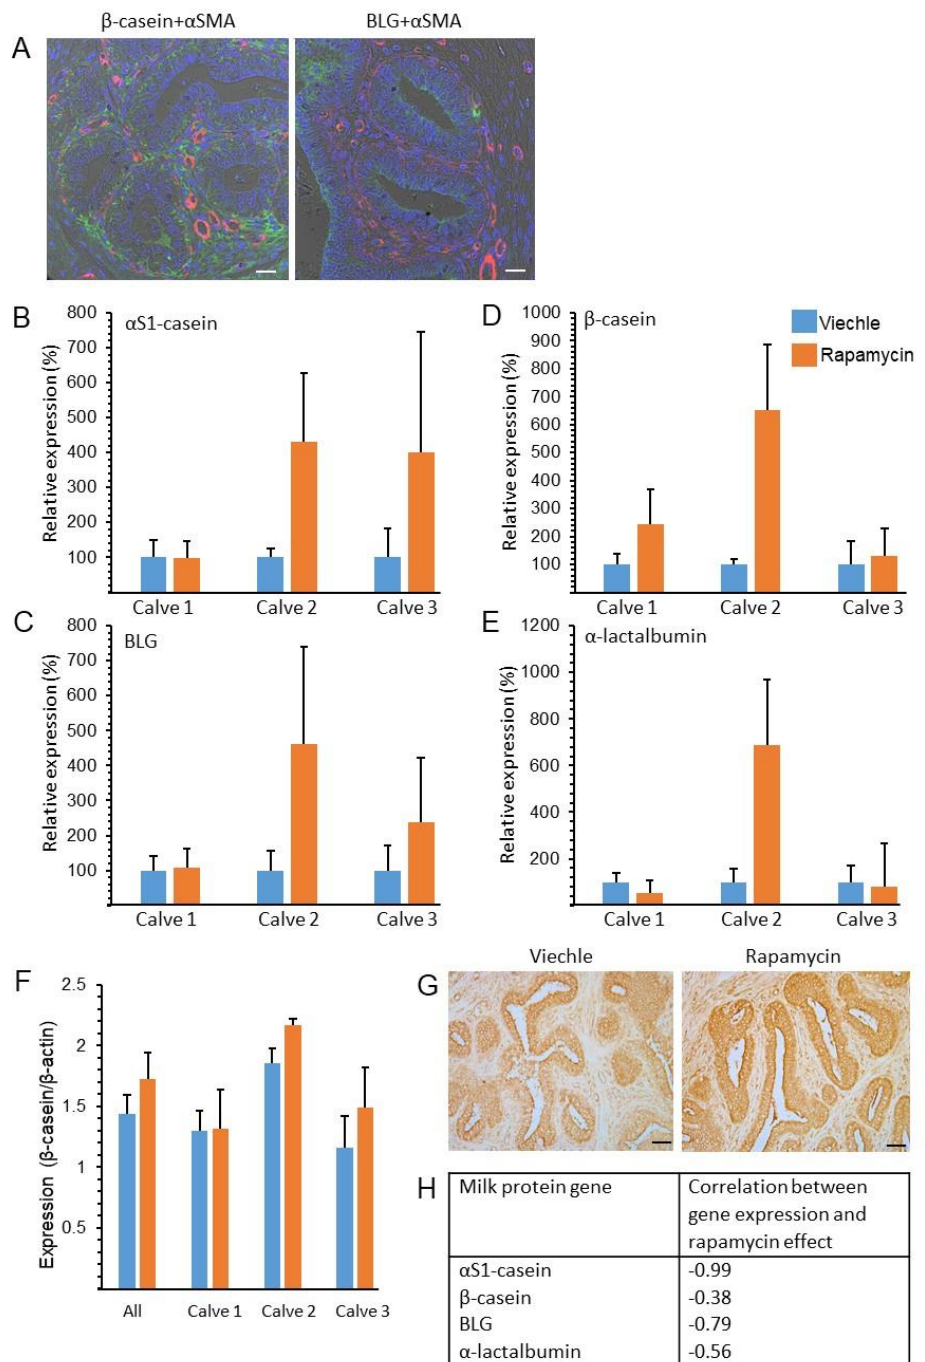 β-casein+αSMA
BLG+αSMA
A
B
αS1-casein
Relative expression (%)
800
700
600
500
400
300
200
100
Calve 1
Calve 2
Calve 3
D
β-casein
Viechle
Rapamycin
Relative expression (%)
1000
900
800
700
600
500
400
300
200
100
Calve 1
Calve 2
Calve 3
C
BLG
Relative expression (%)
800
700
600
500
400
300
200
100
Calve 1
Calve 2
Calve 3
E
α-lactalbumin
Relative expression (%)
1200
1000
800
600
400
200
Calve 1
Calve 2
Calve 3
F
Expression (β-casein/β-actin)
2.5
2
1.5
1
0.5
All
Calve 1
Calve 2
Calve 3
G
Viechle
Rapamycin
H
Milk protein gene
Correlation between
gene expression and
rapamycin effect
αS1-casein
-0.99
β-casein
-0.38
BLG
-0.79
α-lactalbumin
-0.56